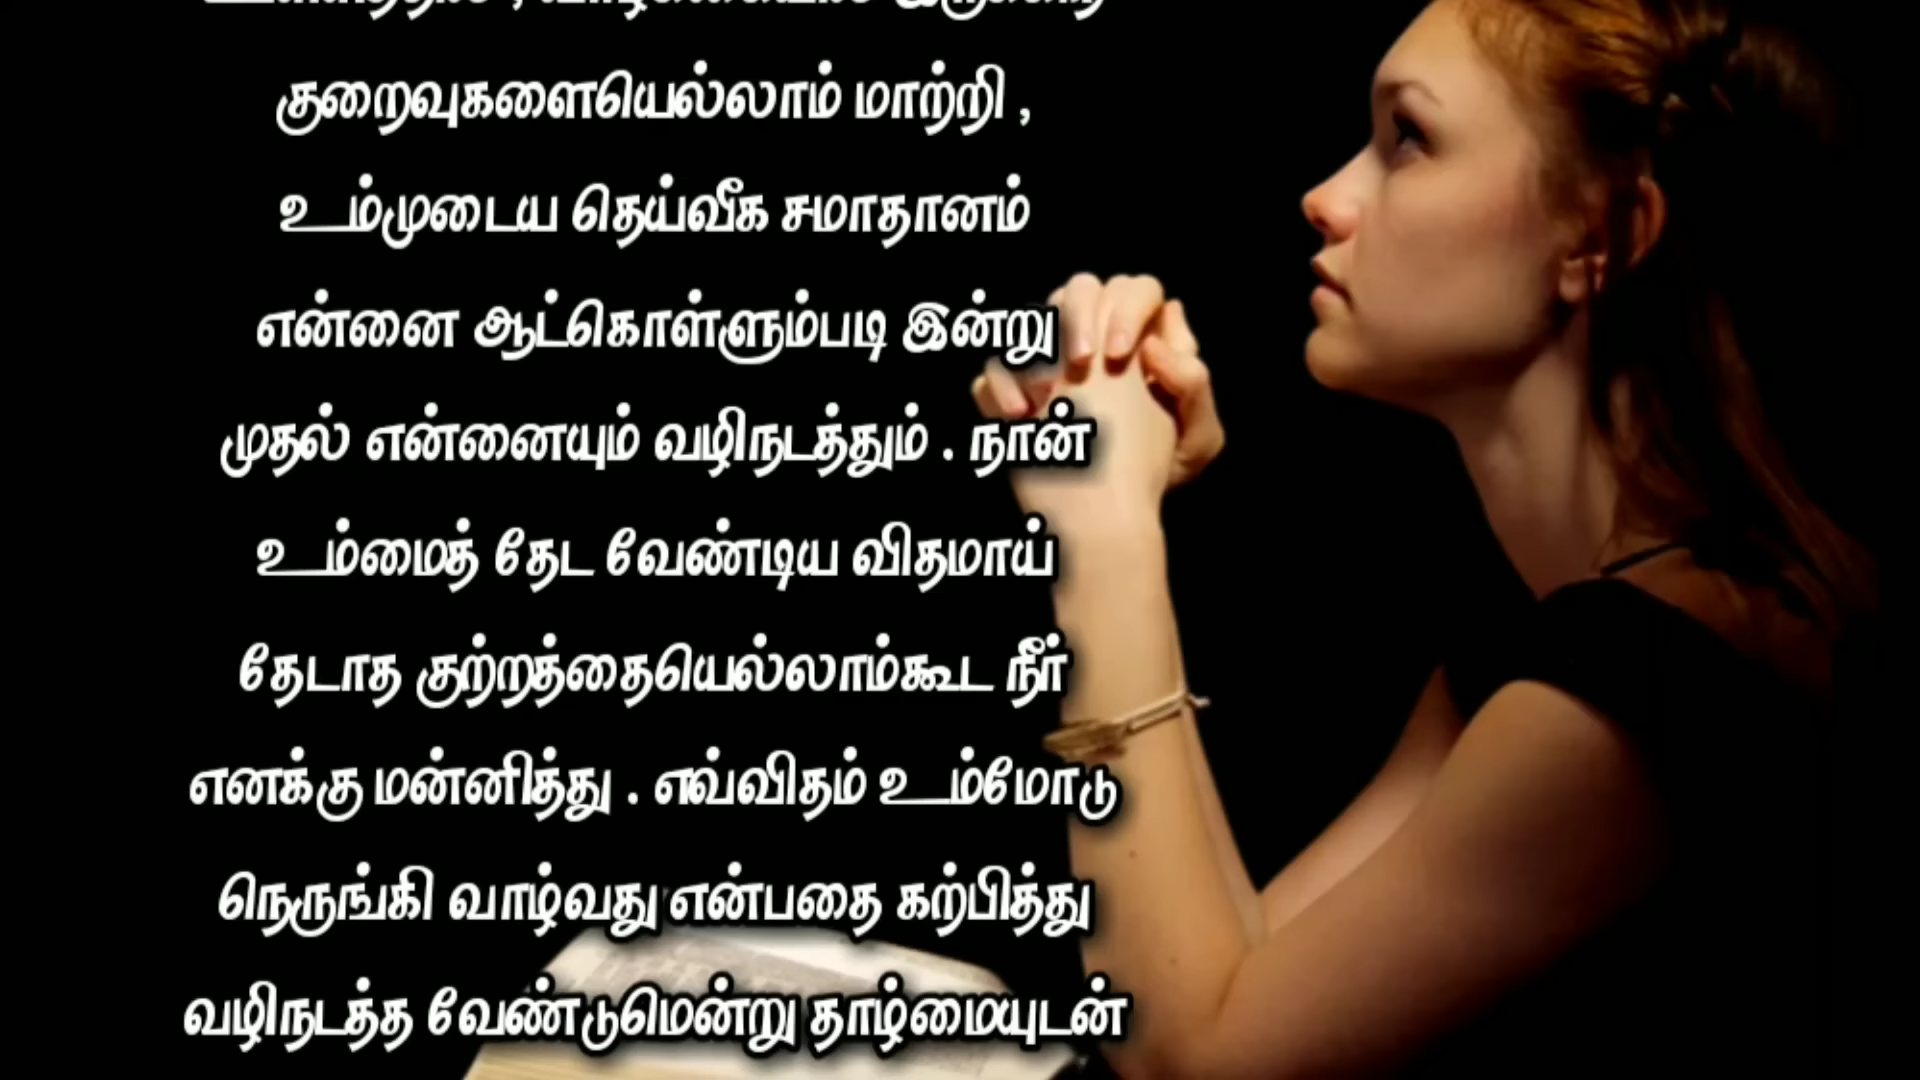 குறைவுகளையெல்லாம் மாற்றி ,
உம்முடைய தெய்வீக சமாதானம்
என்னை ஆட்கொள்ளும்படி இன்று
முதல் என்னையும் வழிநடத்தும் . நான்
உம்மைத் தேட வேண்டிய விதமாய்
தேடாத குற்றத்தையெல்லாம்கூட நீர்
எனக்கு மன்னித்து . எவ்விதம் உம்மோடு
நெருங்கி வாழ்வது என்பதை கற்பித்து
வழிநடத்த வேண்டுமென்று தாழ்மையுடன்